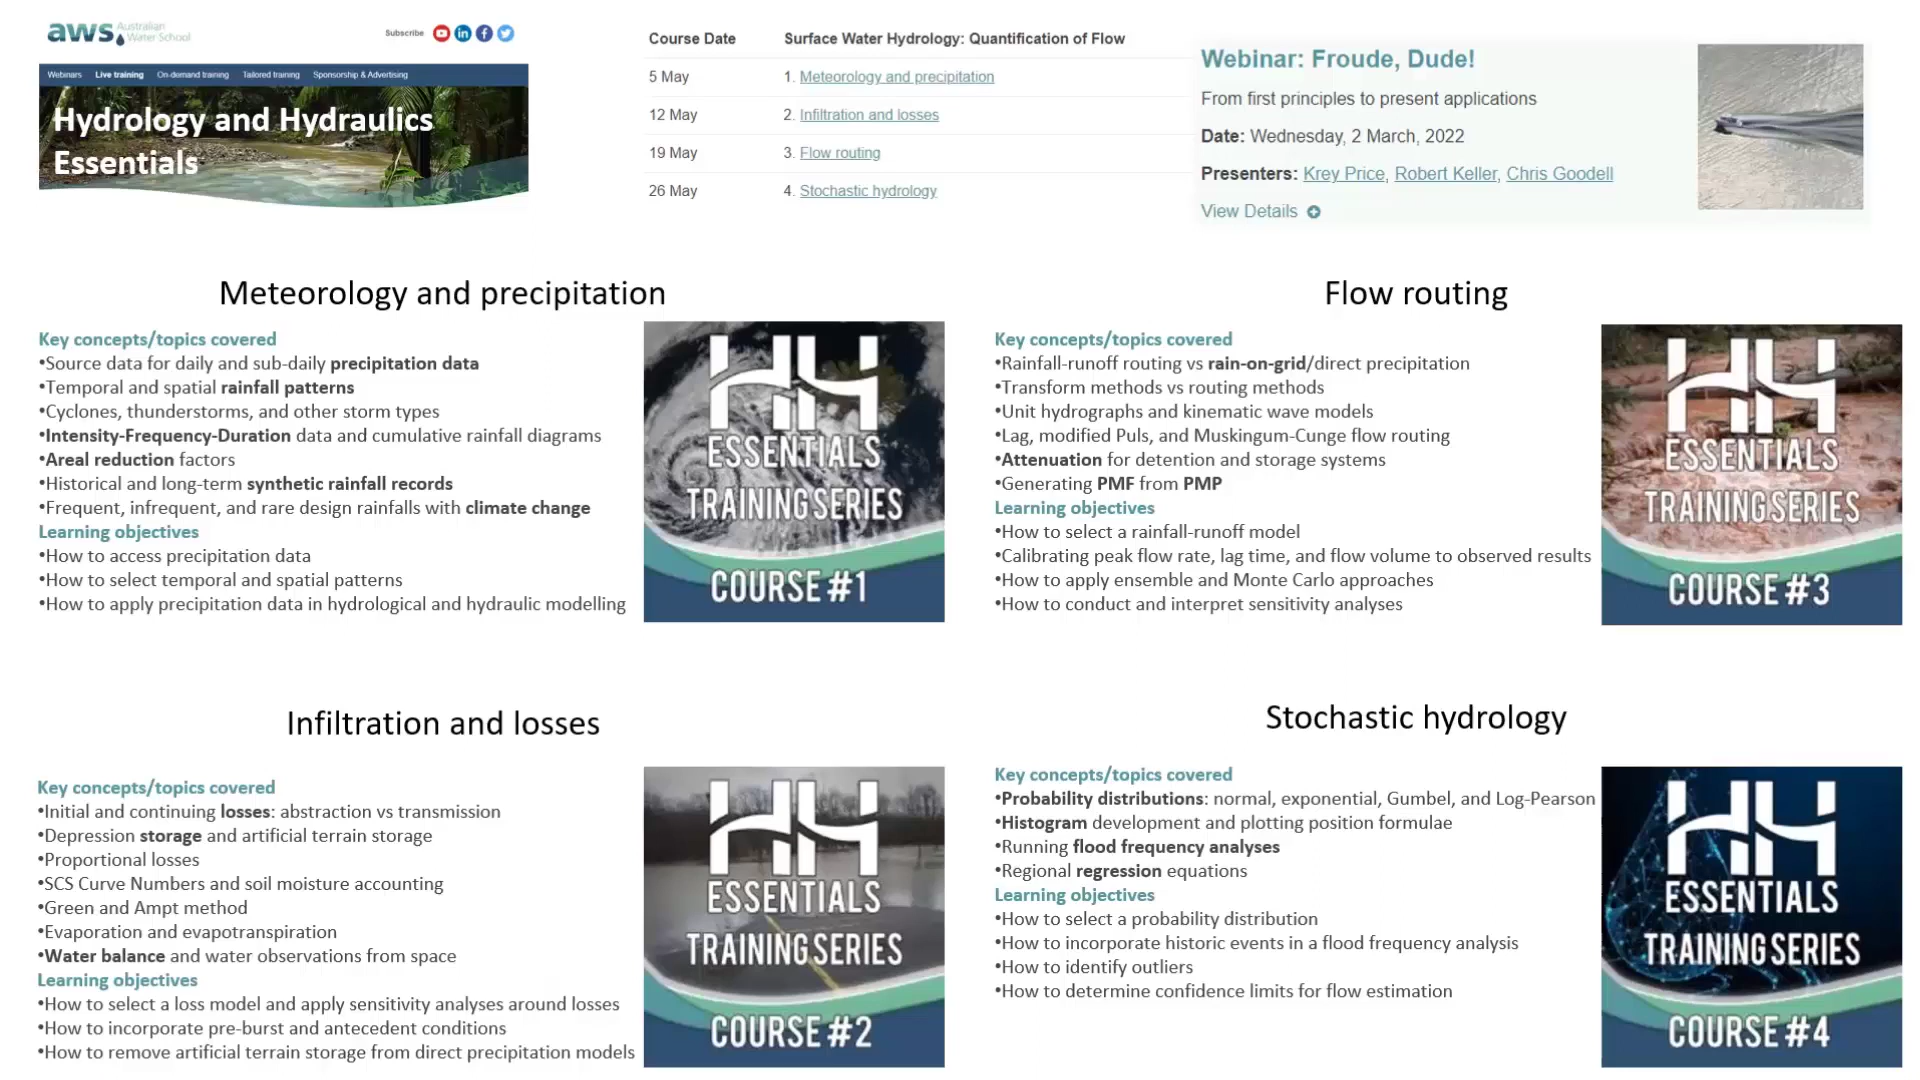 aws Australian Water School
Subscribe
Webinars Live training On-demand training Tailored training Sponsorship & Advertising
Hydrology and Hydraulics
Essentials
Course Date Surface Water Hydrology: Quantification of Flow
5 May 1. Meteorology and precipitation
12 May 2. Infiltration and losses
19 May 3. Flow routing
26 May 4. Stochastic hydrology
Webinar: Froude, Dude!
From first principles to present applications
Date: Wednesday, 2 March, 2022
Presenters: Krey Price, Robert Keller, Chris Goodell
View Details
Meteorology and precipitation
Key concepts/topics covered
•Source data for daily and sub-daily precipitation data
•Temporal and spatial rainfall patterns
•Cyclones, thunderstorms, and other storm types
•Intensity-Frequency-Duration data and cumulative rainfall diagrams
•Areal reduction factors
•Historical and long-term synthetic rainfall records
•Frequent, infrequent, and rare design rainfalls with climate change
Learning objectives
•How to access precipitation data
•How to select temporal and spatial patterns
•How to apply precipitation data in hydrological and hydraulic modelling
HH
ESSENTIALS
TRAINING SERIES
COURSE #1
Flow routing
Key concepts/topics covered
•Rainfall-runoff routing vs rain-on-grid/direct precipitation
•Transform methods vs routing methods
•Unit hydrographs and kinematic wave models
•Lag, modified Puls, and Muskingum-Cunge flow routing
•Attenuation for detention and storage systems
•Generating PMF from PMP
Learning objectives
•How to select a rainfall-runoff model
•Calibrating peak flow rate, lag time, and flow volume to observed results
•How to apply ensemble and Monte Carlo approaches
•How to conduct and interpret sensitivity analyses
HH
ESSENTIALS
TRAINING SERIES
COURSE #3
Infiltration and losses
Key concepts/topics covered
•Initial and continuing losses: abstraction vs transmission
•Depression storage and artificial terrain storage
•Proportional losses
•SCS Curve Numbers and soil moisture accounting
•Green and Ampt method
•Evaporation and evapotranspiration
•Water balance and water observations from space
Learning objectives
•How to select a loss model and apply sensitivity analyses around losses
•How to incorporate pre-burst and antecedent conditions
•How to remove artificial terrain storage from direct precipitation models
HH
ESSENTIALS
TRAINING SERIES
COURSE #2
Stochastic hydrology
Key concepts/topics covered
•Probability distributions: normal, exponential, Gumbel, and Log-Pearson
•Histogram development and plotting position formulae
•Running flood frequency analyses
•Regional regression equations
Learning objectives
•How to select a probability distribution
•How to incorporate historic events in a flood frequency analysis
•How to identify outliers
•How to determine confidence limits for flow estimation
HH
ESSENTIALS
TRAINING SERIES
COURSE #4